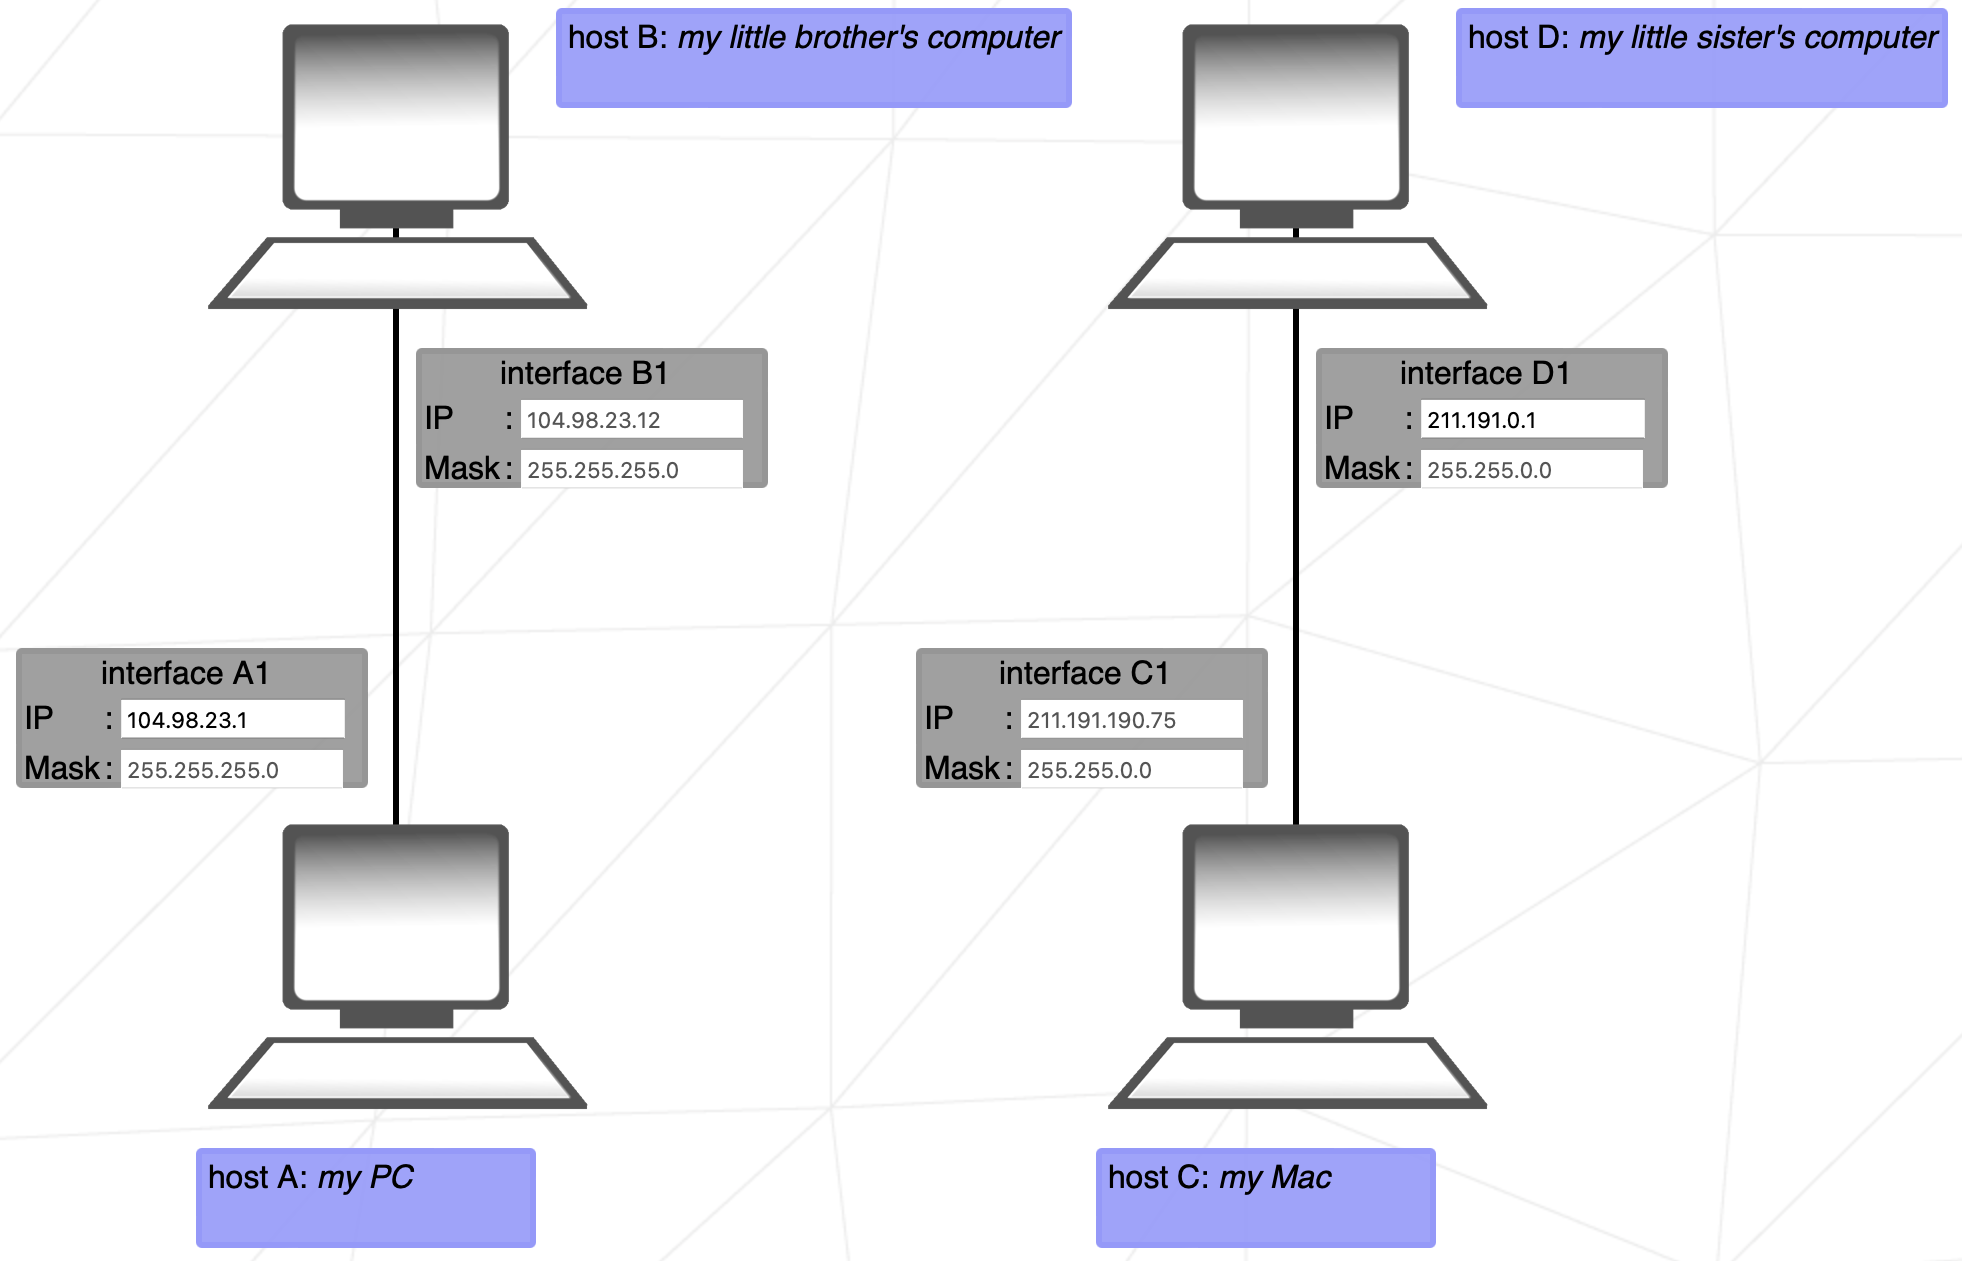 host B: my little brother's computer
host D: my little sister's computer
interface B1
IP : 104.98.23.12
Mask : 255.255.255.0
interface D1
IP : 211.191.0.1
Mask : 255.255.0.0
interface A1
IP : 104.98.23.1
Mask : 255.255.255.0
interface C1
IP : 211.191.190.75
Mask : 255.255.0.0
host A: my PC
host C: my Mac